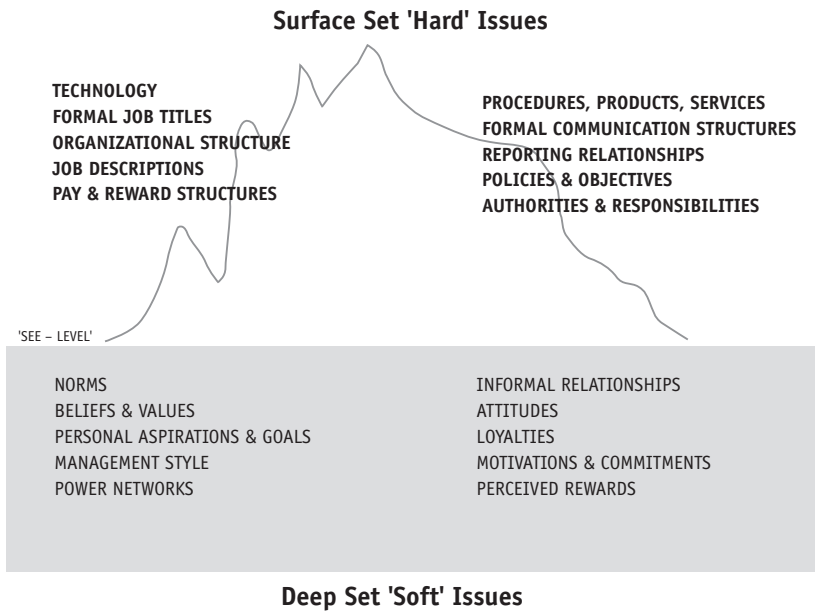 Surface Set 'Hard' Issues
TECHNOLOGY
FORMAL JOB TITLES
ORGANIZATIONAL STRUCTURE
JOB DESCRIPTIONS
PAY & REWARD STRUCTURES
PROCEDURES, PRODUCTS, SERVICES
FORMAL COMMUNICATION STRUCTURES
REPORTING RELATIONSHIPS
POLICIES & OBJECTIVES
AUTHORITIES & RESPONSIBILITIES
'SEE – LEVEL'
NORMS
BELIEFS & VALUES
PERSONAL ASPIRATIONS & GOALS
MANAGEMENT STYLE
POWER NETWORKS
INFORMAL RELATIONSHIPS
ATTITUDES
LOYALTIES
MOTIVATIONS & COMMITMENTS
PERCEIVED REWARDS
Deep Set 'Soft' Issues